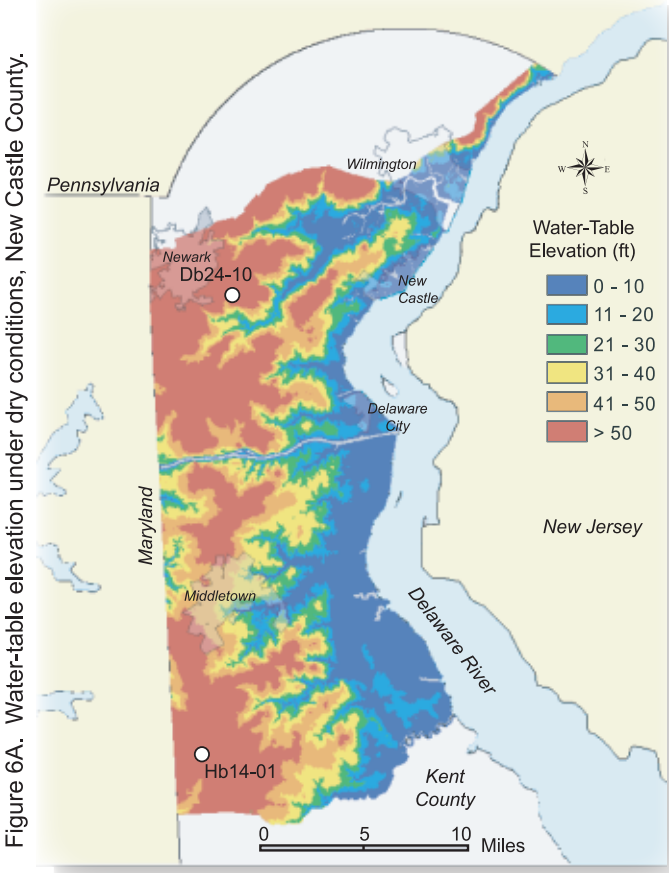 Figure 6A. Water-table elevation under dry conditions, New Castle County.
Pennsylvania
Wilmington
N
W E
S
Newark
Db24-10
New
Castle
Water-Table
Elevation (ft)
0 - 10
11 - 20
21 - 30
31 - 40
41 - 50
> 50
Delaware
City
Maryland
New Jersey
Middletown
Delaware River
Hb14-01
Kent
County
0 5 10 Miles